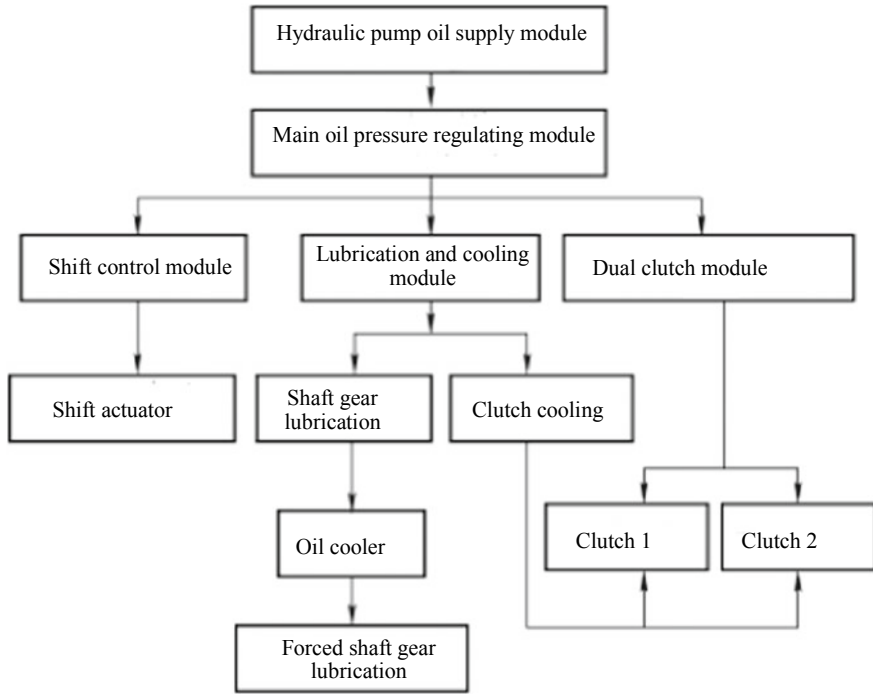 Hydraulic pump oil supply module
Main oil pressure regulating module
Shift control module
Lubrication and cooling
module
Dual clutch module
Shift actuator
Shaft gear
lubrication
Clutch cooling
Oil cooler
Clutch 1
Clutch 2
Forced shaft gear
lubrication